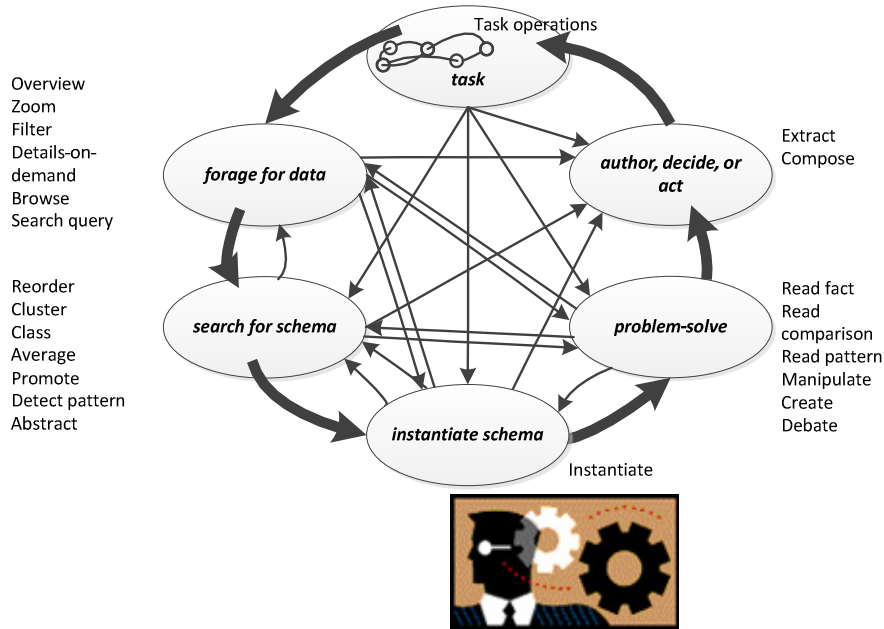 Task operations
task
Overview
Zoom
Filter
Details-on-
demand
Browse
Search query
forage for data
author, decide, or
act
Extract
Compose
Reorder
Cluster
Class
Average
Promote
Detect pattern
Abstract
search for schema
problem-solve
Read fact
Read
comparison
Read pattern
Manipulate
Create
Debate
instantiate schema
Instantiate